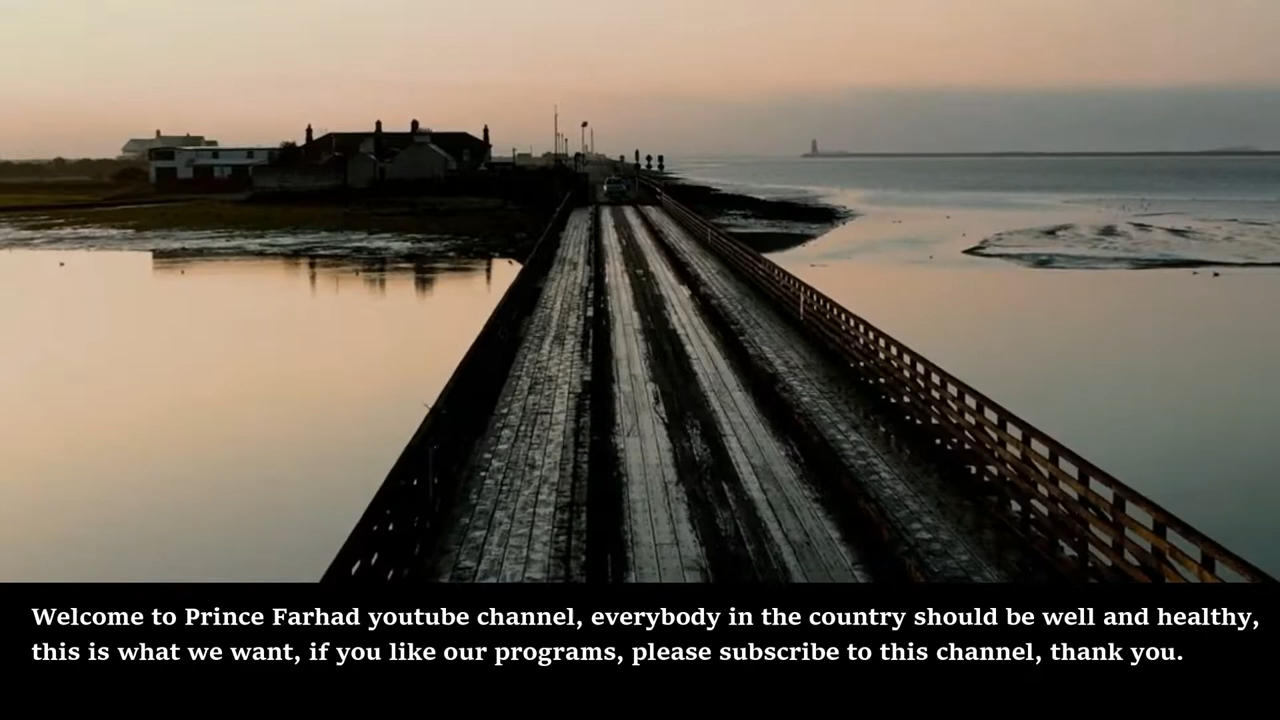 Welcome to Prince Farhad youtube channel, everybody in the country should be well and healthy,
this is what we want, if you like our programs, please subscribe to this channel, thank you.